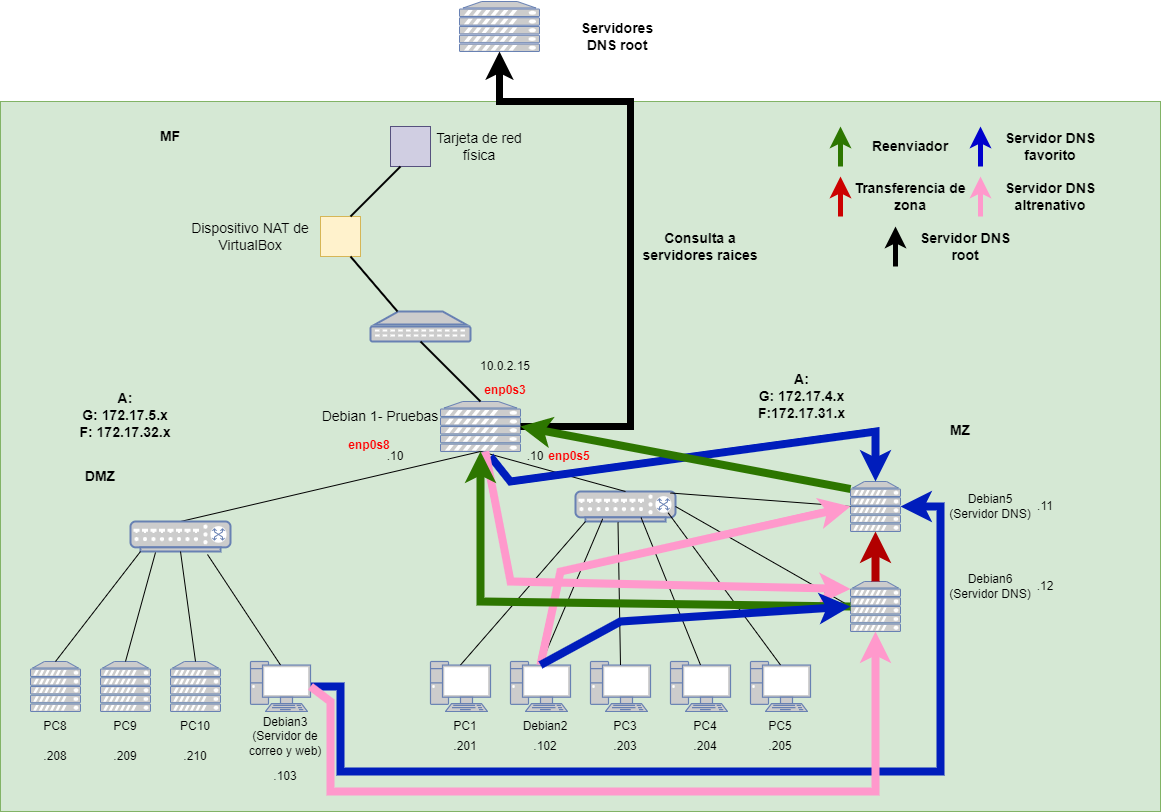 Servidores
DNS root
MF
Tarjeta de red
física
Reenviador
Servidor DNS
favorito
Transferencia de
zona
Servidor DNS
altrenativo
Servidor DNS
root
Dispositivo NAT de
VirtualBox
Consulta a
servidores raices
10.0.2.15
enp0s3
A:
G: 172.17.5.x
F: 172.17.32.x
A:
G: 172.17.4.x
F:172.17.31.x
Debian 1- Pruebas
enp0s8
.10
.10
enp0s5
MZ
DMZ
Debian5
(Servidor DNS)
.11
Debian6
(Servidor DNS)
.12
PC8
.208
PC9
.209
PC10
.210
Debian3
(Servidor de
correo y web)
.103
PC1
.201
Debian2
.102
PC3
.203
PC4
.204
PC5
.205